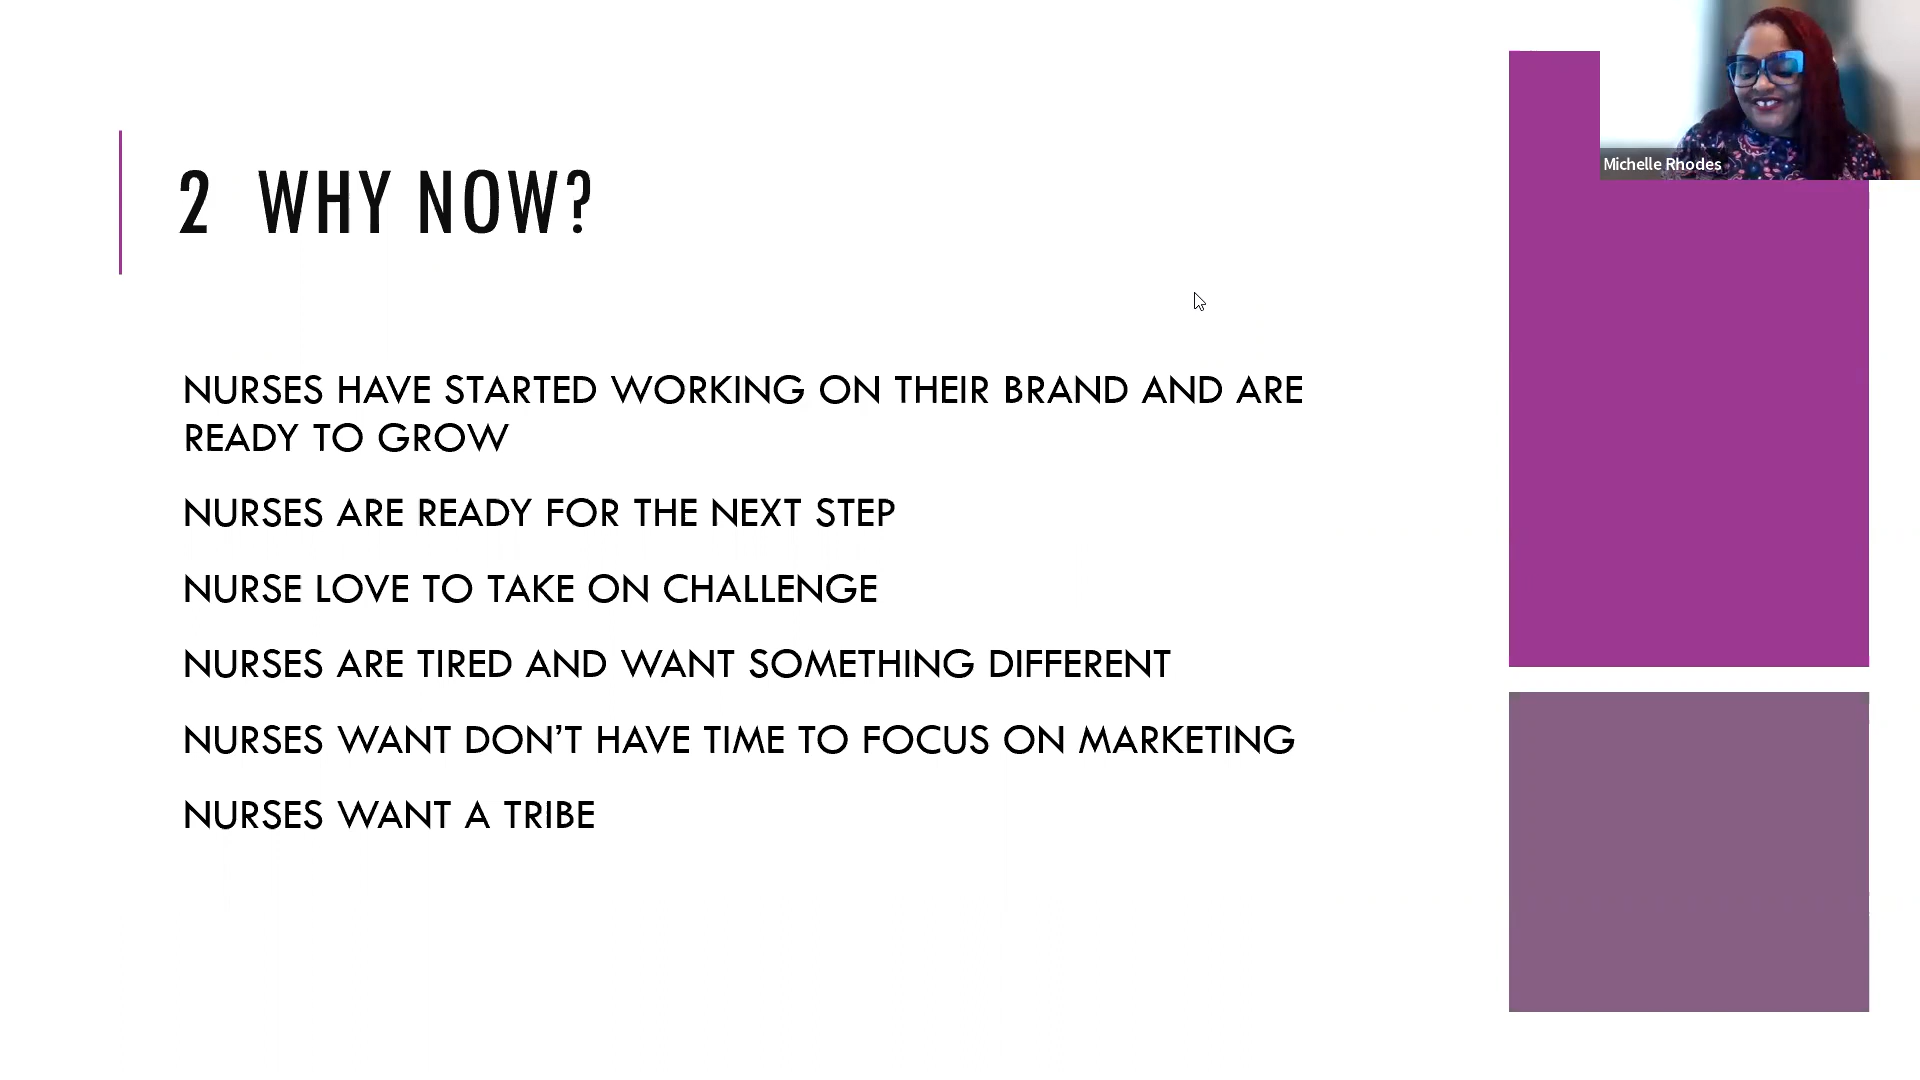 Michelle Rhodes
2 WHY NOW?
NURSES HAVE STARTED WORKING ON THEIR BRAND AND ARE
READY TO GROW
NURSES ARE READY FOR THE NEXT STEP
NURSE LOVE TO TAKE ON CHALLENGE
NURSES ARE TIRED AND WANT SOMETHING DIFFERENT
NURSES WANT DON’T HAVE TIME TO FOCUS ON MARKETING
NURSES WANT A TRIBE